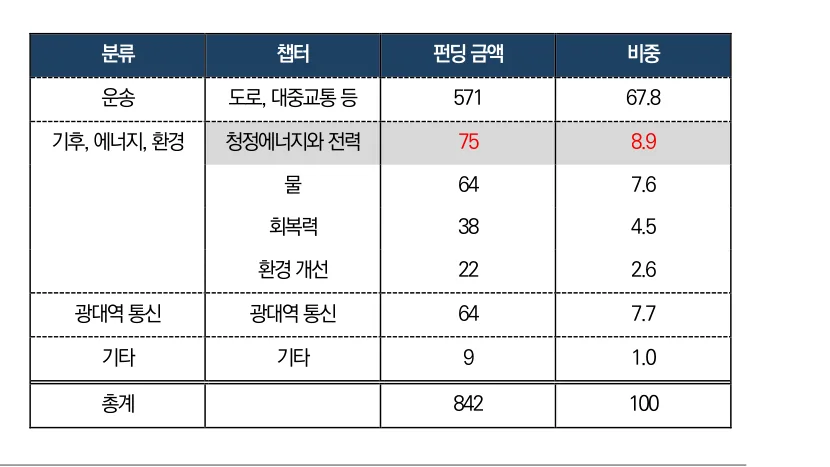 분류 챕터 펀딩 금액 비중
운송 도로, 대중교통 등 571 67.8
기후, 에너지, 환경 청정에너지와 전력 75 8.9
물 64 7.6
회복력 38 4.5
환경 개선 22 2.6
광대역 통신 광대역 통신 64 7.7
기타 기타 9 1.0
총계 842 100